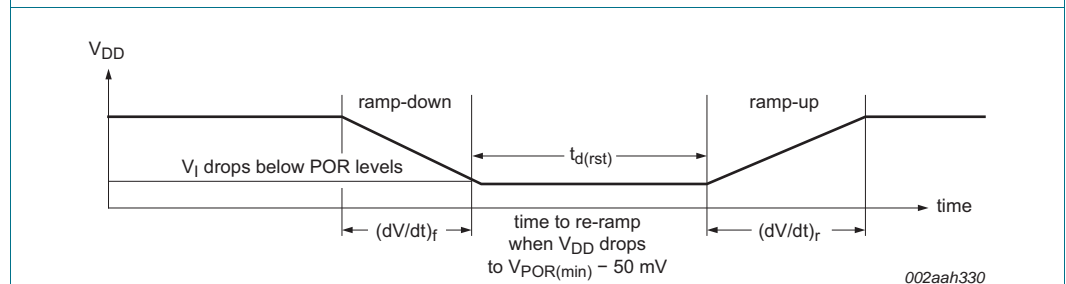 VDD
ramp-down
ramp-up
VI drops below POR levels
td(rst)
time
(dV/dt)f
time to re-ramp
when VDD drops
to VPOR(min) − 50 mV
(dV/dt)r
002aah330